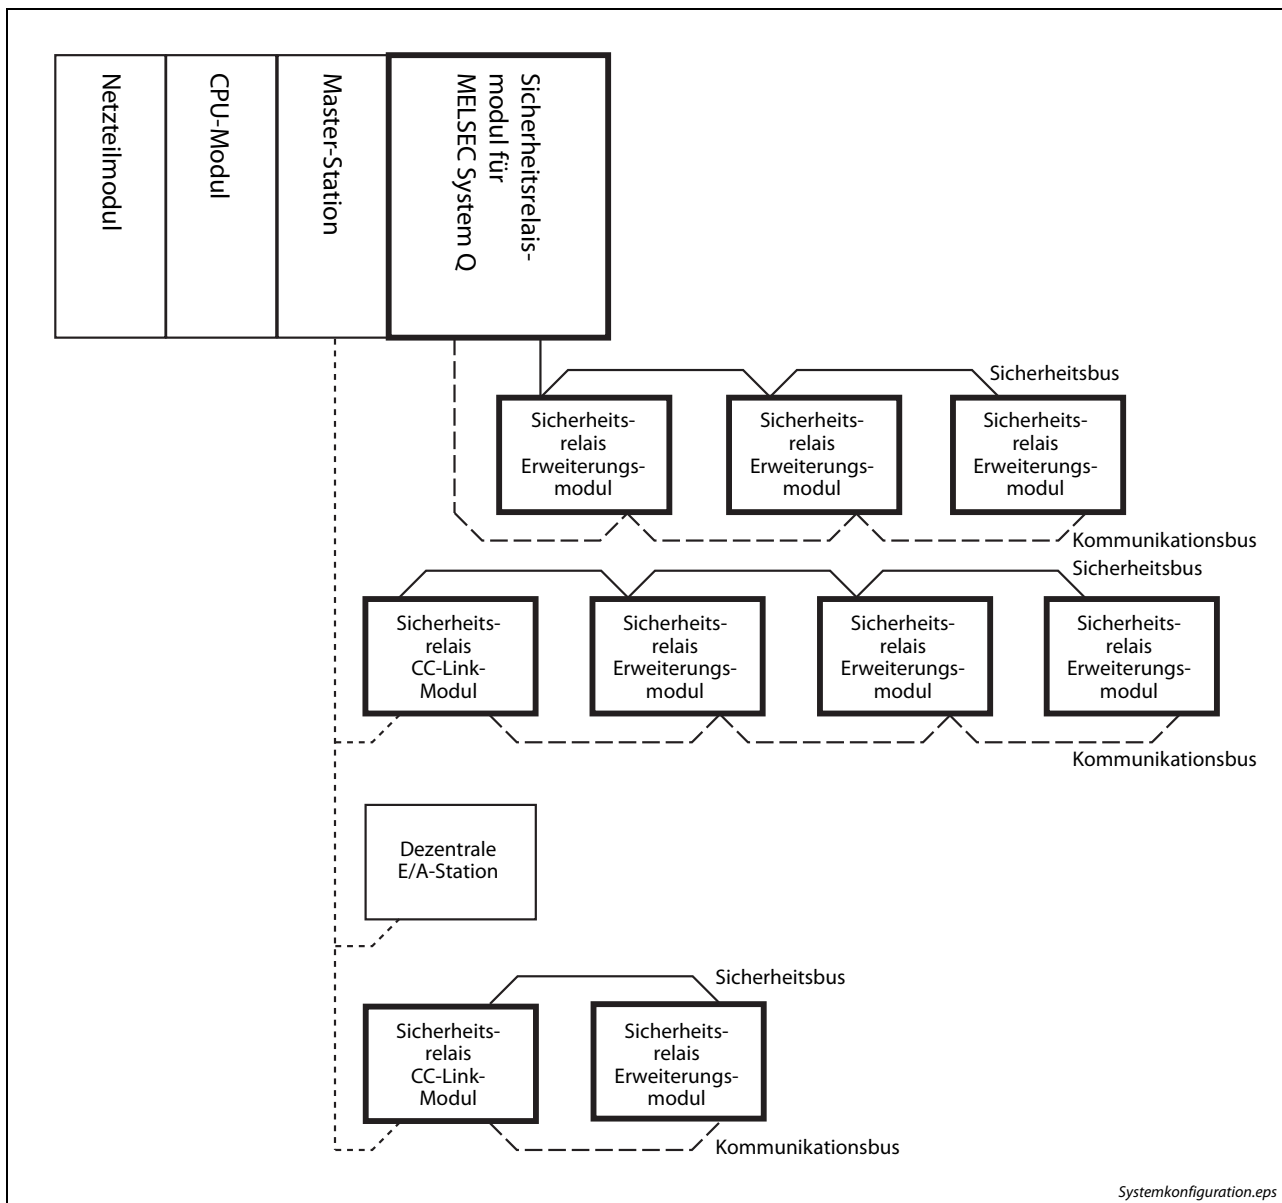 Netzteilmodul
CPU-Modul
Master-Station
Sicherheitsrelais-
modul für
MELSEC System Q
Sicherheitsbus
Sicherheits-
relais
Erweiterungs-
modul
Sicherheits-
relais
Erweiterungs-
modul
Sicherheits-
relais
Erweiterungs-
modul
Kommunikationsbus
Sicherheitsbus
Sicherheits-
relais
CC-Link-
Modul
Sicherheits-
relais
Erweiterungs-
modul
Sicherheits-
relais
Erweiterungs-
modul
Sicherheits-
relais
Erweiterungs-
modul
Kommunikationsbus
Dezentrale
E/A-Station
Sicherheitsbus
Sicherheits-
relais
CC-Link-
Modul
Sicherheits-
relais
Erweiterungs-
modul
Kommunikationsbus
Systemkonfiguration.eps